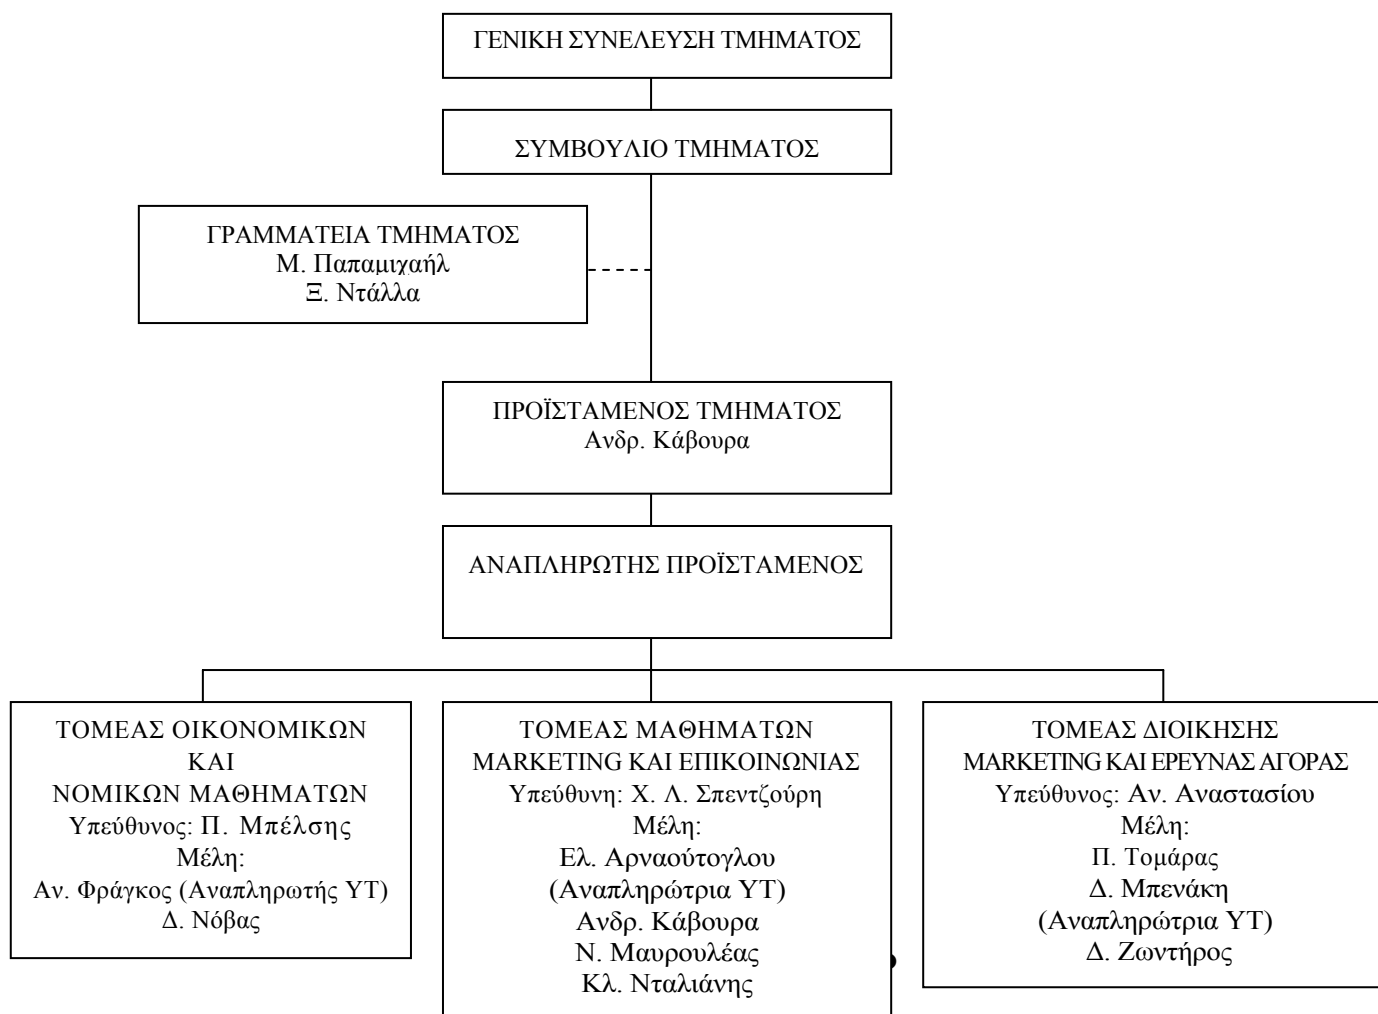 ΓΕΝΙΚΗ ΣΥΝΕΛΕΥΣΗ ΤΜΗΜΑΤΟΣ
ΣΥΜΒΟΥΛΙΟ ΤΜΗΜΑΤΟΣ
ΓΡΑΜΜΑΤΕΙΑ ΤΜΗΜΑΤΟΣ
Μ. Παπαμιχαήλ
Ξ. Ντάλλα
ΠΡΟΪΣΤΑΜΕΝΟΣ ΤΜΗΜΑΤΟΣ
Ανδρ. Κάβουρα
ΑΝΑΠΛΗΡΩΤΗΣ ΠΡΟΪΣΤΑΜΕΝΟΣ
ΤΟΜΕΑΣ ΟΙΚΟΝΟΜΙΚΩΝ
ΚΑΙ
ΝΟΜΙΚΩΝ ΜΑΘΗΜΑΤΩΝ
Υπεύθυνος: Π. Μπέλσης
Μέλη:
Αν. Φράγκος (Αναπληρωτής ΥΤ)
Δ. Νόβας
ΤΟΜΕΑΣ ΜΑΘΗΜΑΤΩΝ
MARKETING ΚΑΙ ΕΠΙΚΟΙΝΩΝΙΑΣ
Υπεύθυνη: Χ. Λ. Σπεντζούρη
Μέλη:
Ελ. Αρναούτογλου
(Αναπληρώτρια ΥΤ)
Ανδρ. Κάβουρα
Ν. Μαυρουλέας
Κλ. Νταλιάνης
ΤΟΜΕΑΣ ΔΙΟΙΚΗΣΗΣ
MARKETING ΚΑΙ ΕΡΕΥΝΑΣ ΑΓΟΡΑΣ
Υπεύθυνος: Αν. Αναστασίου
Μέλη:
Π. Τομάρας
Δ. Μπενάκη
(Αναπληρώτρια ΥΤ)
Δ. Ζωντήρος